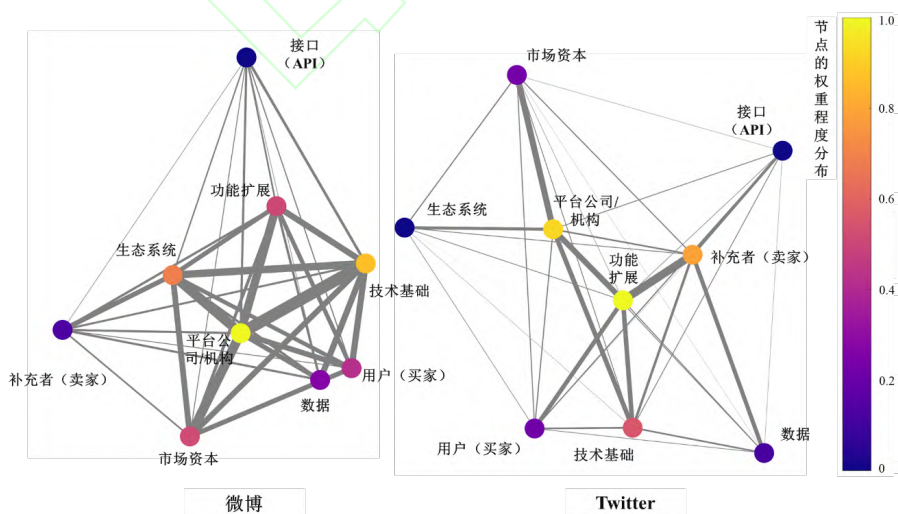 接口
（API）
功能扩展
生态系统
技术基础
平台公
司/机构
补充者（卖家）
用户（买家）
数据
市场资本
微博
市场资本
接口
（API）
生态系统
平台公司/
机构
功能
扩展
补充者（卖家）
用户（买家）
技术基础
数据
Twitter
节点的权重程度分布
1.0
0.8
0.6
0.4
0.2
0